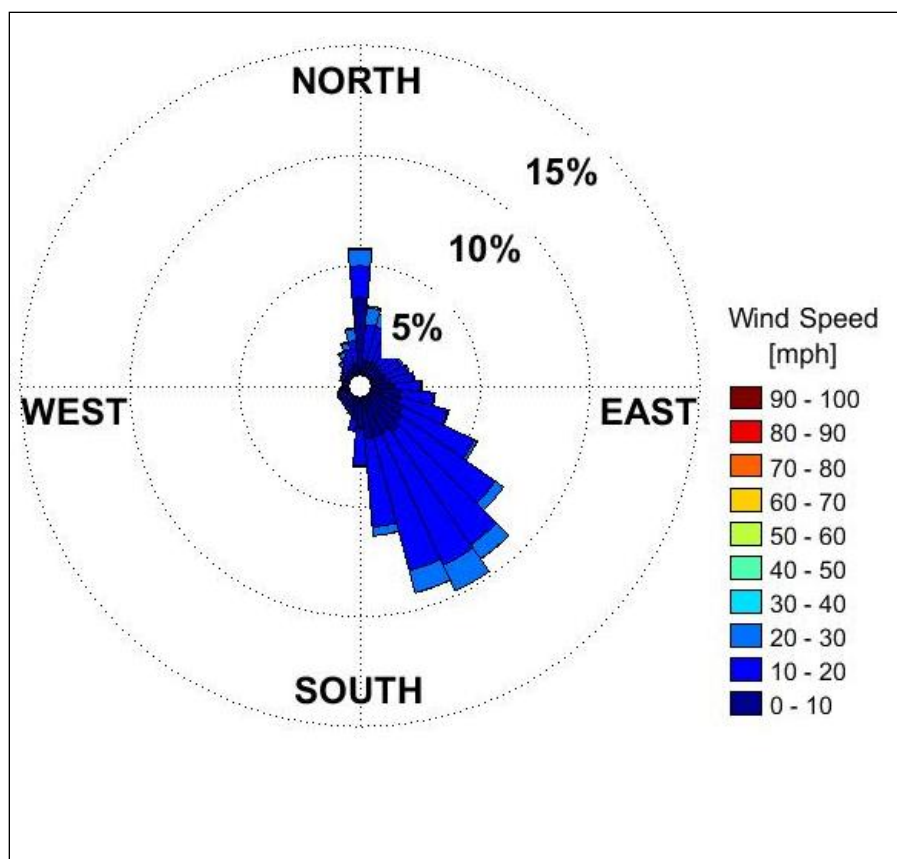 NORTH
15%
10%
5%
WEST
EAST
SOUTH
Wind Speed
[mph]
90 - 100
80 - 90
70 - 80
60 - 70
50 - 60
40 - 50
30 - 40
20 - 30
10 - 20
0 - 10